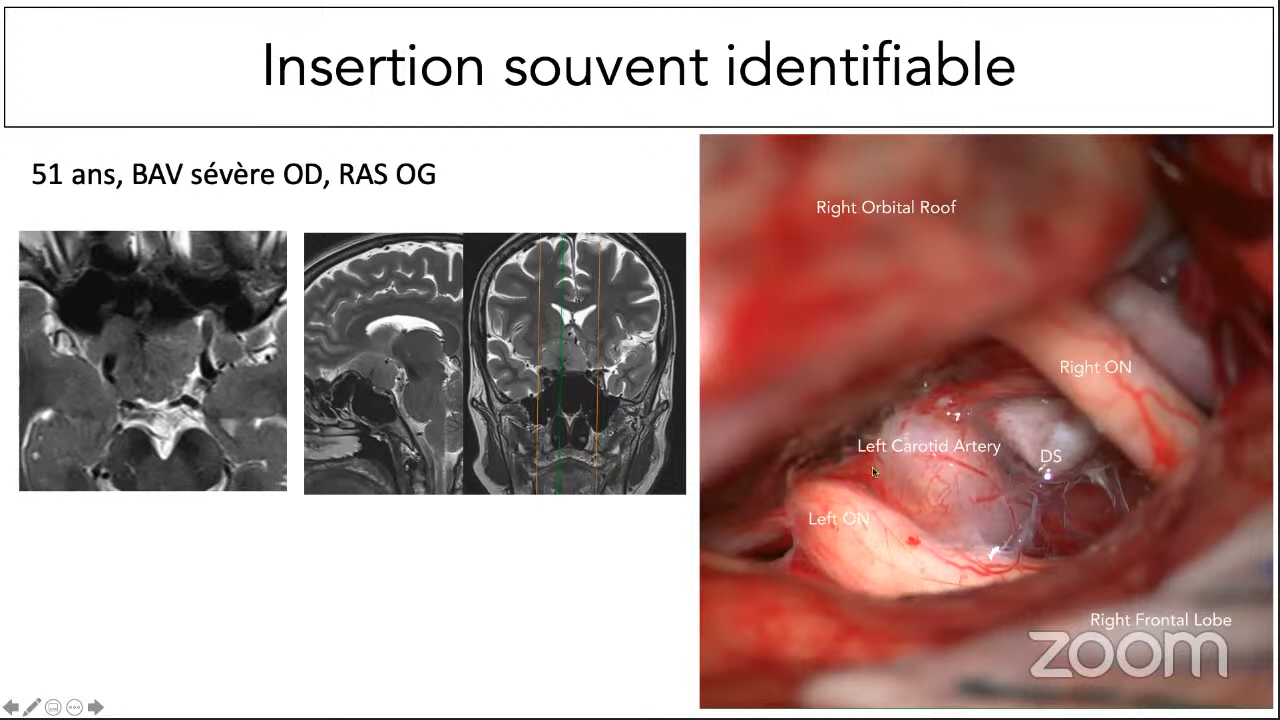 Insertion souvent identifiable
51 ans, BAV sévère OD, RAS OG
Right Orbital Roof
Right ON
Left Carotid Artery
DS
Left ON
Right Frontal Lobe
zoom